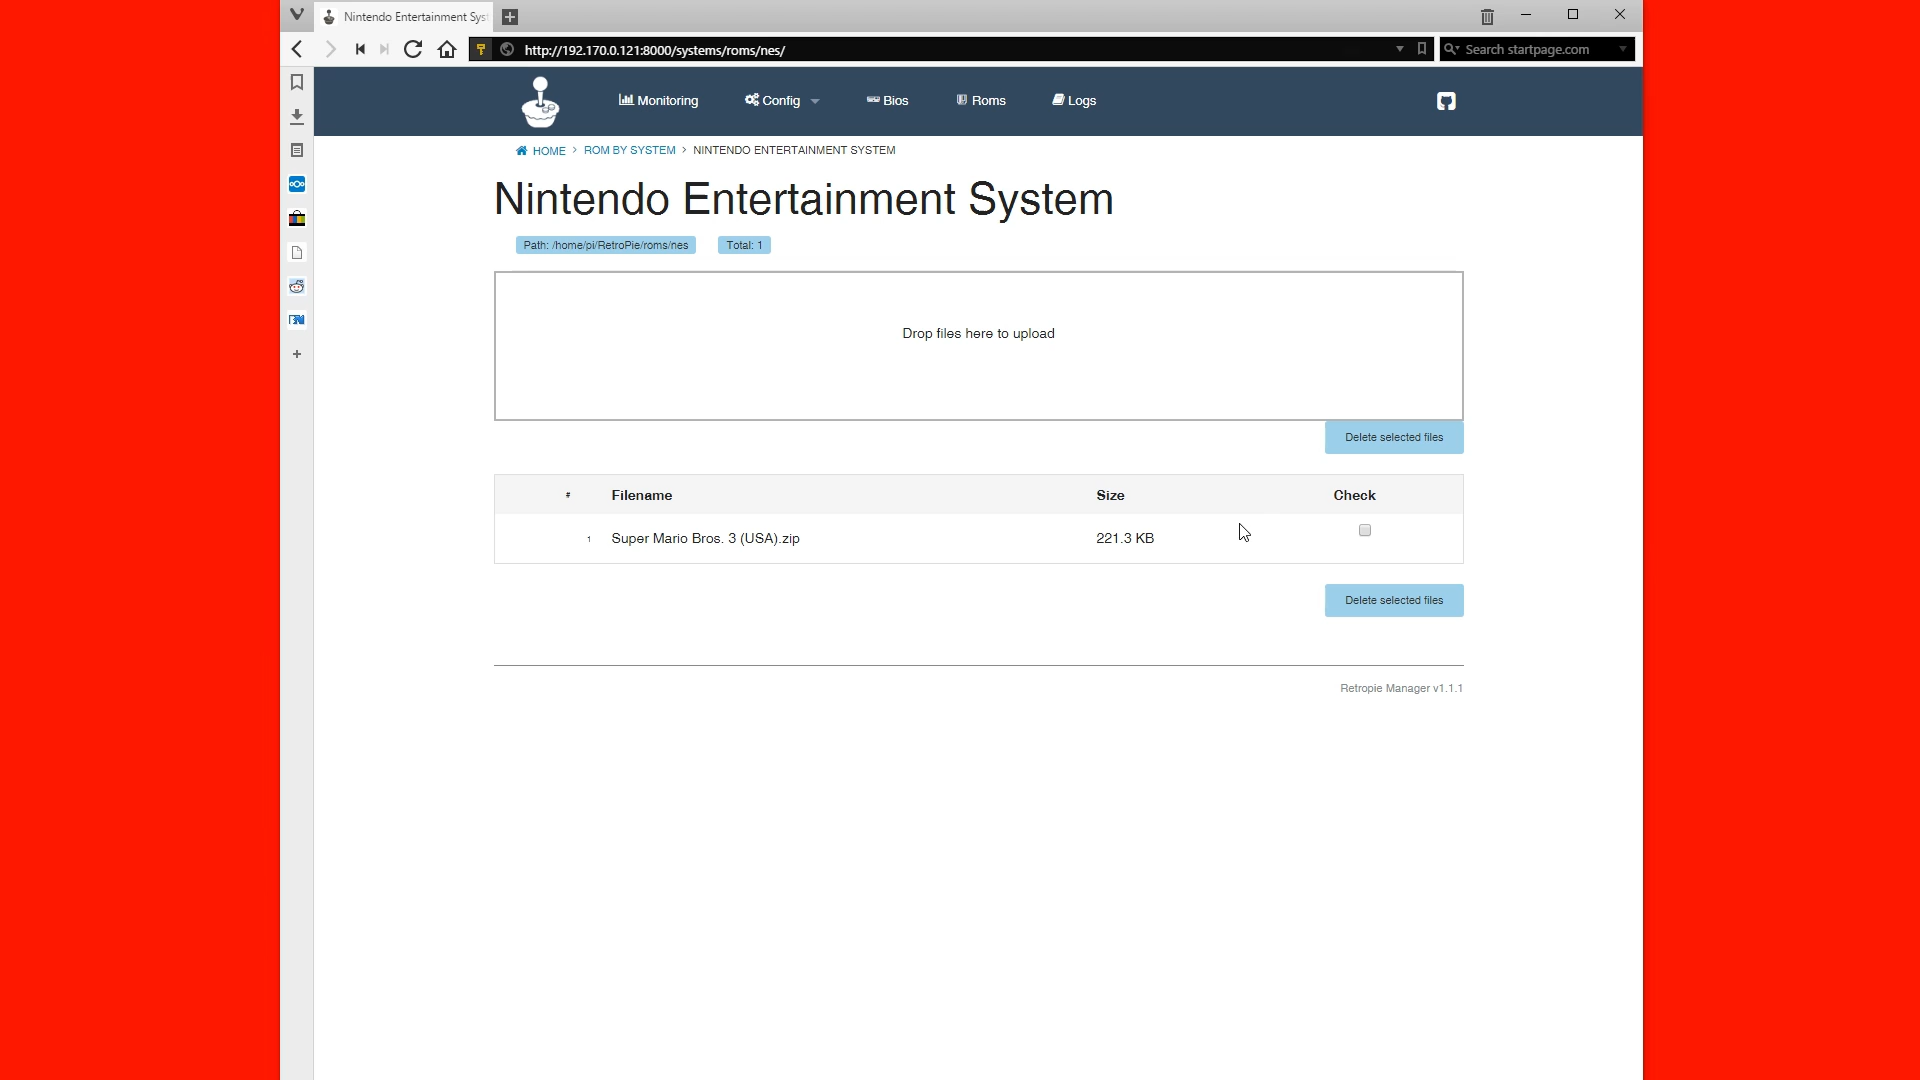 Nintendo Entertainment Syst
http://192.170.0.121:8000/systems/roms/nes/
Search startpage.com
Monitoring
Config
Bios
Roms
Logs
HOME > ROM BY SYSTEM > NINTENDO ENTERTAINMENT SYSTEM
Nintendo Entertainment System
Path: /home/pi/RetroPie/roms/nes
Total: 1
Drop files here to upload
Delete selected files
# Filename Size Check
1 Super Mario Bros. 3 (USA).zip 221.3 KB
Delete selected files
Retropie Manager v1.1.1